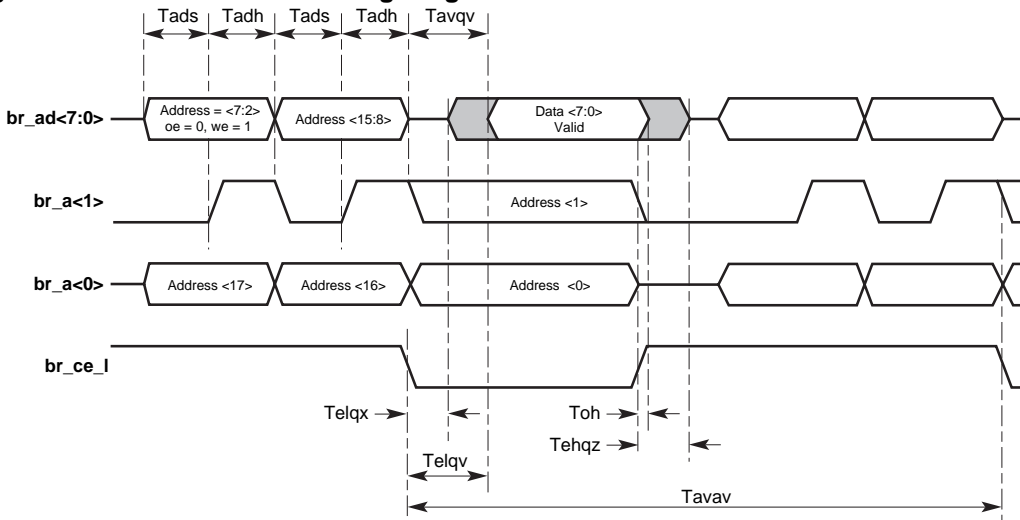 Tads Tadh Tads Tadh Tavqv
br_ad<7:0>
Address = <7:2>
oe = 0, we = 1
Address <15:8>
Data <7:0>
Valid
br_a<1>
Address <1>
br_a<0>
Address <17>
Address <16>
Address <0>
br_ce_l
Telqx
Toh
Tehqz
Telqv
Tavav